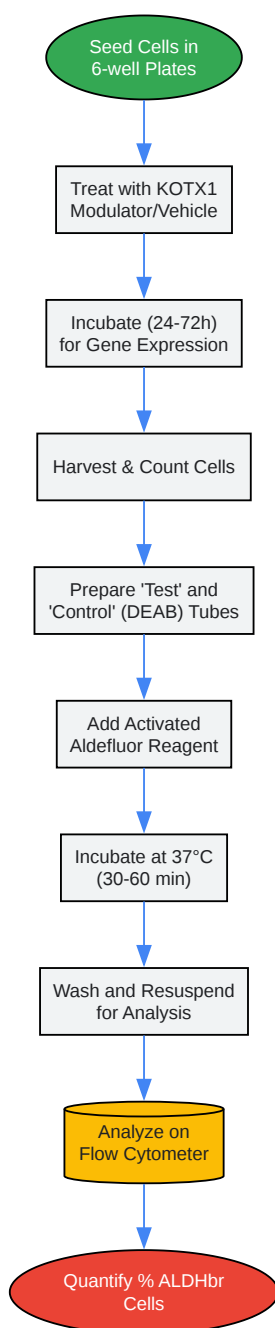 Seed Cells in
6-well Plates
Treat with KOTX1
Modulator/Vehicle
Incubate (24-72h)
for Gene Expression
Harvest & Count Cells
Prepare 'Test' and
'Control' (DEAB) Tubes
Add Activated
Aldefluor Reagent
Incubate at 37°C
(30-60 min)
Wash and Resuspend
for Analysis
Analyze on
Flow Cytometer
Quantify % ALDHbr
Cells